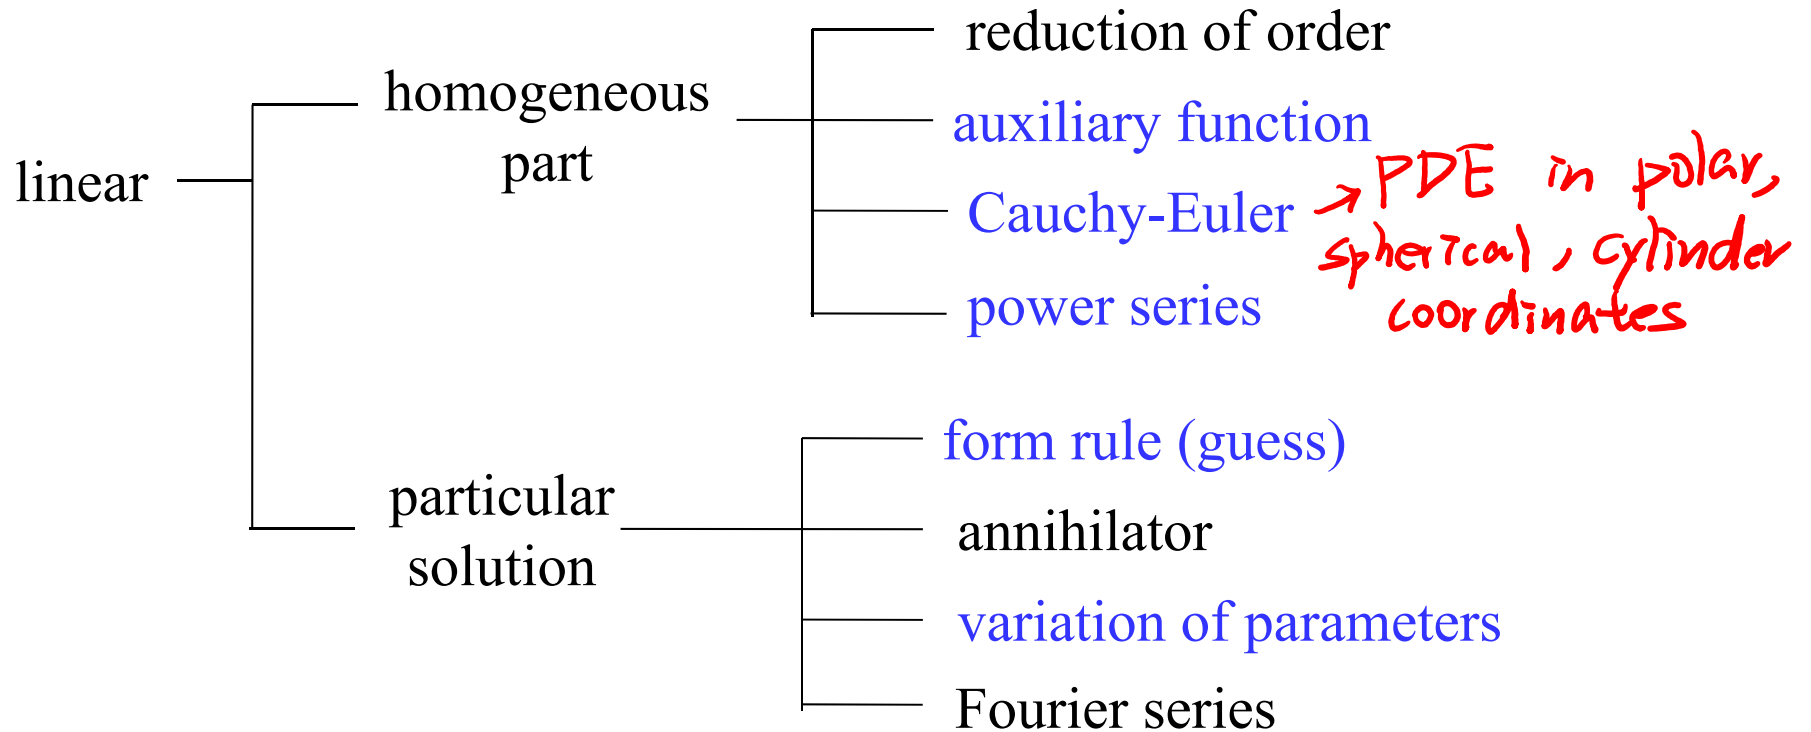 linear
homogeneous
part
reduction of order
auxiliary function
Cauchy-Euler
→ PDE in polar,
spherical, cylinder
coordinates
power series
particular
solution
form rule (guess)
annihilator
variation of parameters
Fourier series